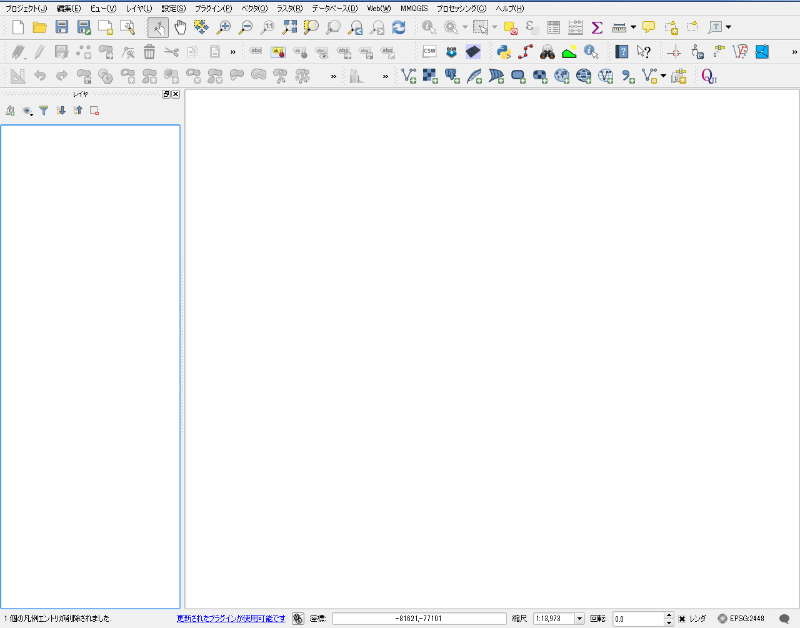 プロジェクト(J) 編集(E) ビュー(V) レイヤ(L) 設定(S) プラグイン(P) ベクタ(O) ラスタ(R) データベース(D) Web(W) MMQGIS プロセッシング(C) ヘルプ(H)
CSW
レイヤ
1 個の凡例エントリが削除されました. 更新されたプラグインが使用可能です 座標: -81621,-77101 縮尺 1:18,973 回転: 0.0 レンダ EPSG:2448